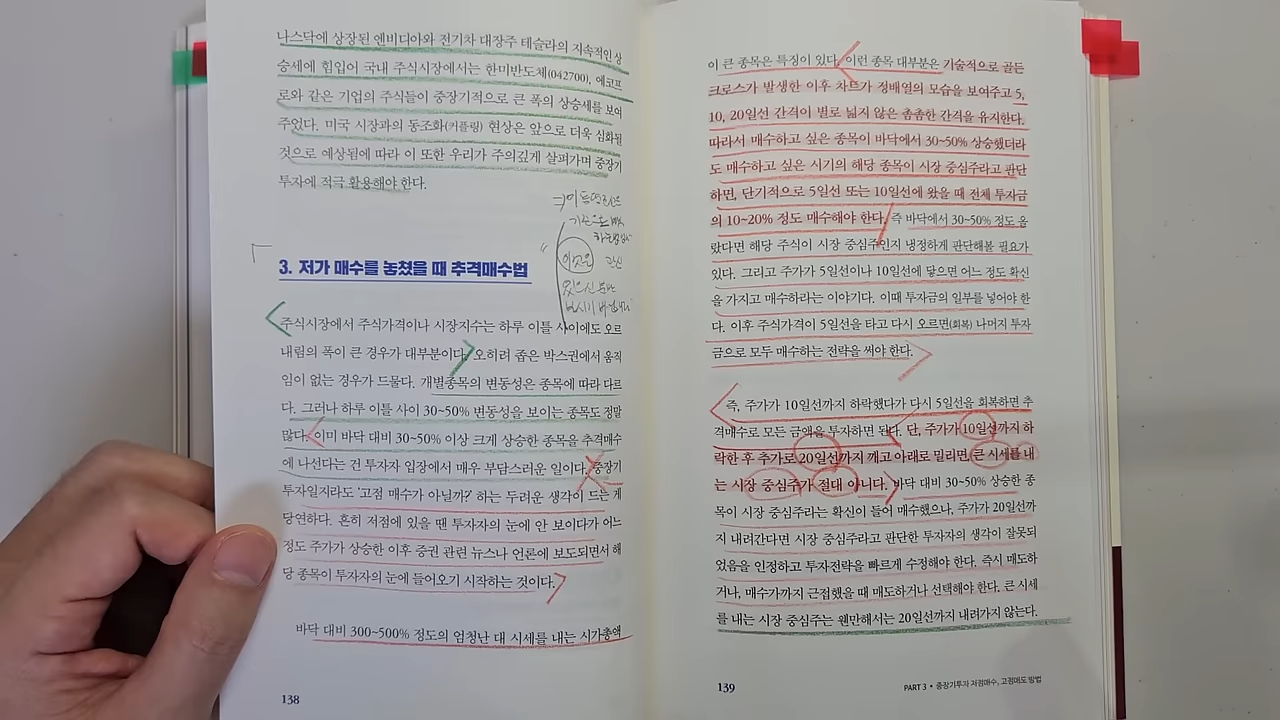 나스닥에 상장된 엔비디아와 전기차 대장주 테슬라의 지속적인 상
승세에 힘입어 국내 주식시장에서는 한미반도체(042700), 에코프
로와 같은 기업의 주식들이 중장기적으로 큰 폭의 상승세를 보여
주었다. 미국 시장과의 동조화(커플링) 현상은 앞으로 더욱 심화될
것으로 예상됨에 따라 이 또한 우리가 주의깊게 살펴가며 중장기
투자에 적극 활용해야 한다.
3. 저가 매수를 놓쳤을 때 추격매수법
주식시장에서 주식가격이나 시장지수는 하루 이틀 사이에도 오르
내림의 폭이 큰 경우가 대부분이다. 오히려 좁은 박스권에서 움직
임이 없는 경우가 드물다. 개별종목의 변동성은 종목에 따라 다르
다. 그러나 하루 이틀 사이 30~50% 변동성을 보이는 종목도 정말
많다. 이미 바닥 대비 30~50% 이상 크게 상승한 종목을 추격매수
에 나선다는 건 투자자 입장에서 매우 부담스러운 일이다. 중장기
투자일지라도 '고점 매수가 아닐까?' 하는 두려운 생각이 드는 게
당연하다. 흔히 저점에 있을 땐 투자자의 눈에 안 보이다가 어느
정도 주가가 상승한 이후 증권 관련 뉴스나 언론에 보도되면서 해
당 종목이 투자자의 눈에 들어오기 시작하는 것이다.
바닥 대비 300~500% 정도의 엄청난 대 시세를 내는 시가총액
138
이 큰 종목은 특징이 있다. 이런 종목 대부분은 기술적으로 골든
크로스가 발생한 이후 차트가 정배열의 모습을 보여주고 5,
10, 20일선 간격이 별로 넓지 않은 촘촘한 간격을 유지한다.
따라서 매수하고 싶은 종목이 바닥에서 30~50% 상승했더라
도 매수하고 싶은 시기의 해당 종목이 시장 중심주라고 판단
하면, 단기적으로 5일선 또는 10일선에 왔을 때 전체 투자금
의 10~20% 정도 매수해야 한다. 즉 바닥에서 30~50% 정도 올
랐다면 해당 주식이 시장 중심주인지 냉정하게 판단해볼 필요가
있다. 그리고 주가가 5일선이나 10일선에 닿으면 어느 정도 확신
을 가지고 매수하라는 이야기다. 이때 투자금의 일부를 넣어야 한
다. 이후 주식가격이 5일선을 타고 다시 오르면(회복) 나머지 투자
금으로 모두 매수하는 전략을 써야 한다.
즉, 주가가 10일선까지 하락했다가 다시 5일선을 회복하면 추
격매수로 모든 금액을 투자하면 된다. 단, 주가가 10일선까지 하
락한 후 추가로 20일선까지 깨고 아래로 밀리면, 큰 시세를 내
는 시장 중심주가 절대 아니다. 바닥 대비 30~50% 상승한 종
목이 시장 중심주라는 확신이 들어 매수했으나, 주가가 20일선까
지 내려간다면 시장 중심주라고 판단한 투자자의 생각이 잘못되
었음을 인정하고 투자전략을 빠르게 수정해야 한다. 즉시 매도하
거나, 매수가까지 근접했을 때 매도하거나 선택해야 한다. 큰 시세
를 내는 시장 중심주는 웬만해서는 20일선까지 내려가지 않는다.
139
PART 3 • 중장기투자 저점매수, 고점매도 방법